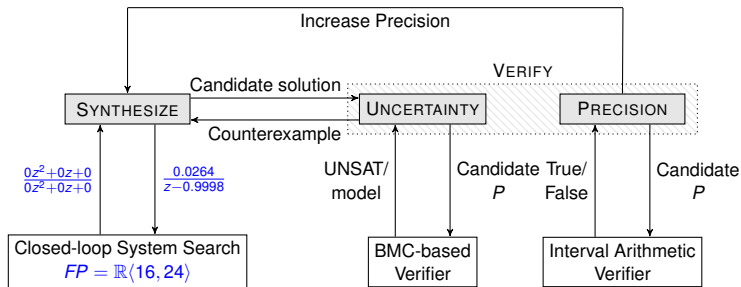 Increase Precision
VERIFY
Candidate solution
SYNTHESIZE
UNCERTAINTY
PRECISION
Counterexample
0z²+0z+0
0z²+0z+0
0.0264
z−0.9998
UNSAT/
model
Candidate
P
True/
False
Candidate
P
Closed-loop System Search
FP = ℝ⟨16, 24⟩
BMC-based
Verifier
Interval Arithmetic
Verifier